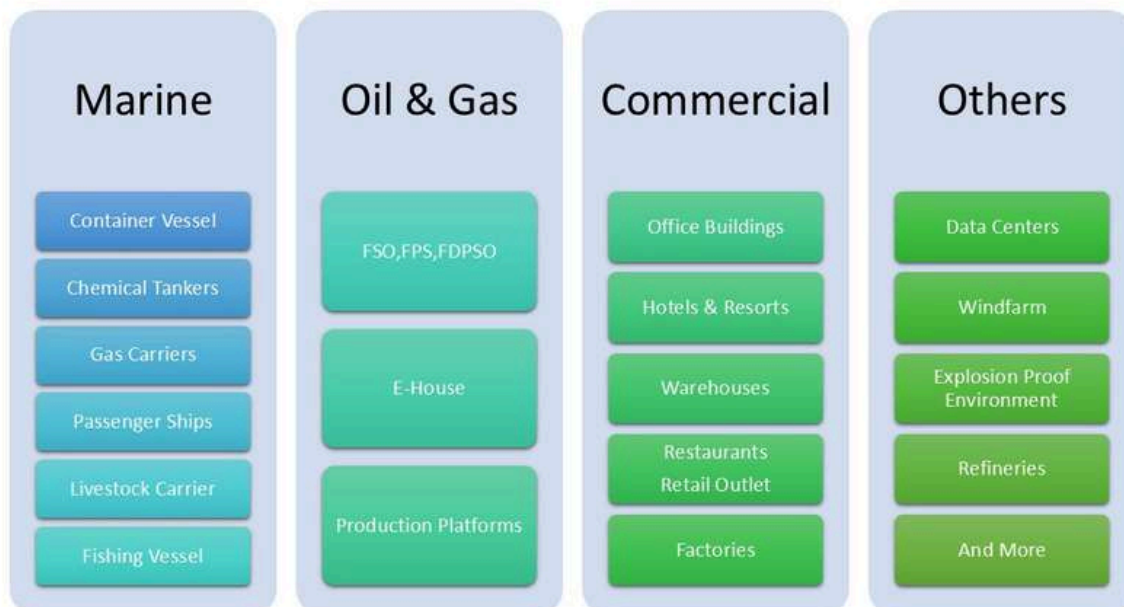 Marine
Container Vessel
Chemical Tankers
Gas Carriers
Passenger Ships
Livestock Carrier
Fishing Vessel
Oil & Gas
FSO,FPS,FDPSO
E-House
Production Platforms
Commercial
Office Buildings
Hotels & Resorts
Warehouses
Restaurants
Retail Outlet
Factories
Others
Data Centers
Windfarm
Explosion Proof
Environment
Refineries
And More